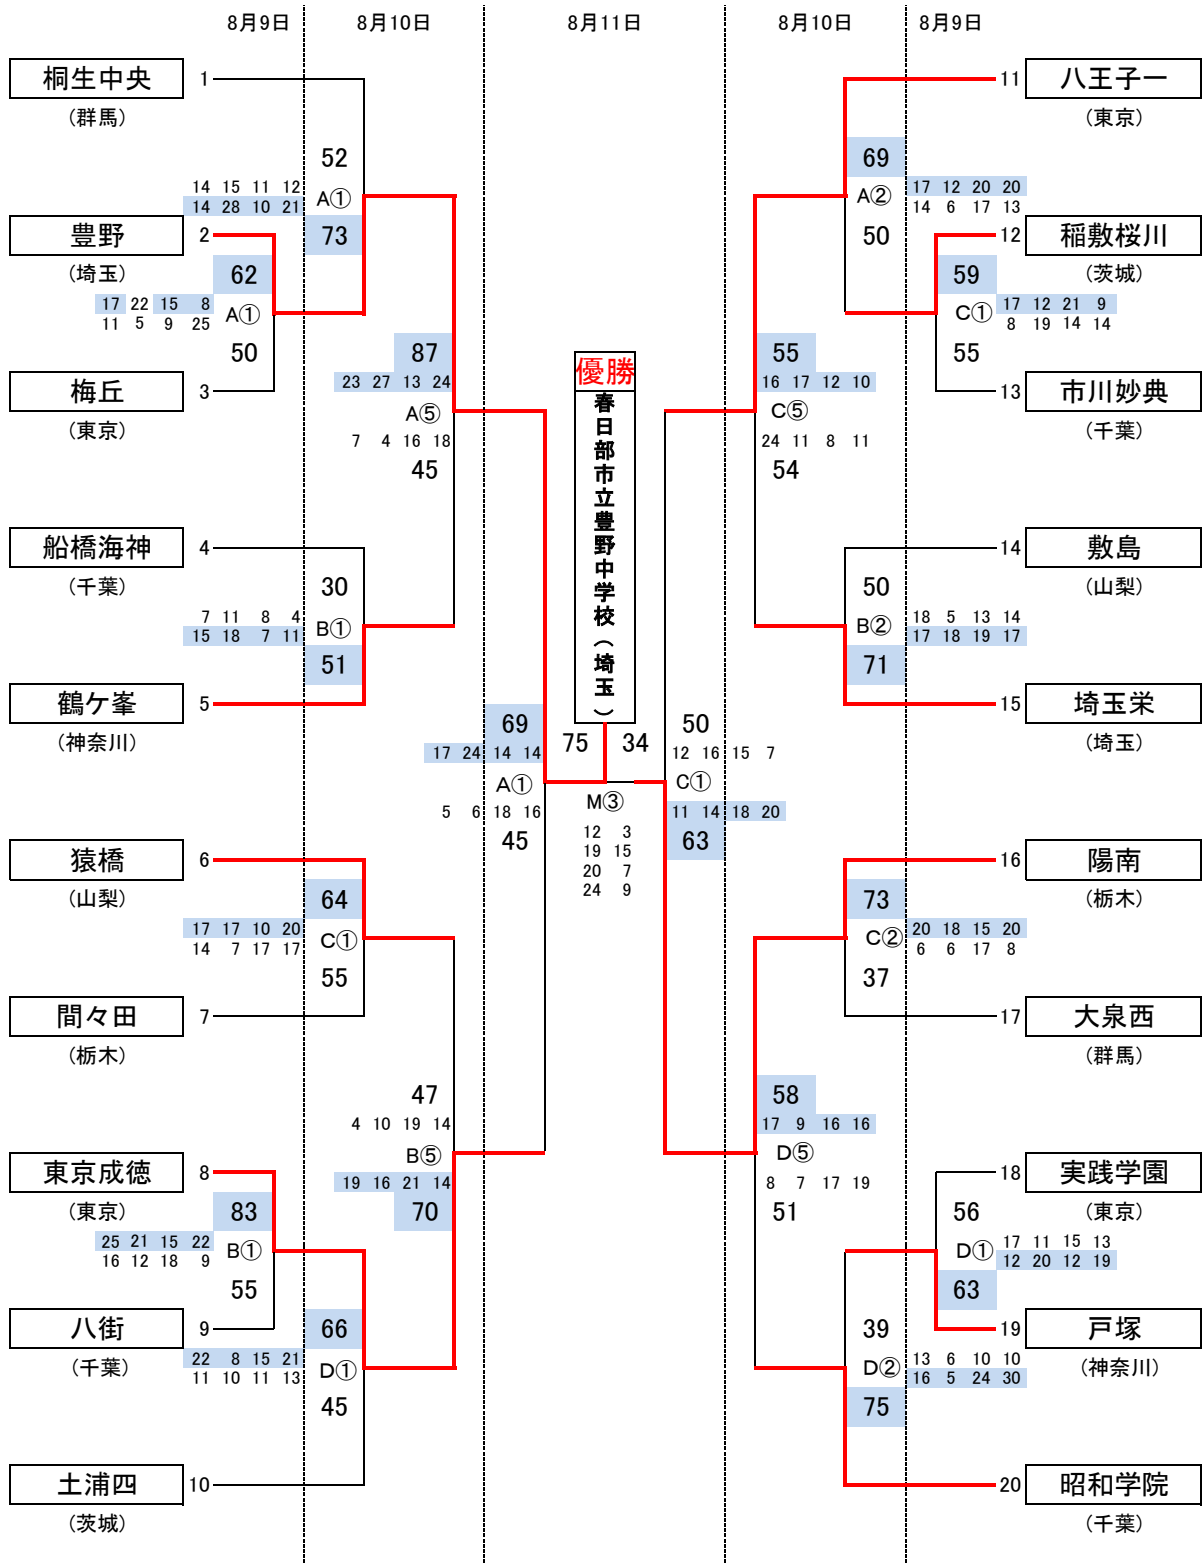 8月9日 8月10日 8月11日 8月10日 8月9日
桐生中央 1
(群馬)
52
14 15 11 12
A①
14 28 10 21
73
豊野 2
(埼玉)
62
17 22 15 8
A①
11 5 9 25
50
梅丘 3
(東京)
87
23 27 13 24
A⑤
7 4 16 18
45
船橋海神 4
(千葉)
30
7 11 8 4
B①
15 18 7 11
51
鶴ケ峯 5
(神奈川)
69
17 24 14 14
A①
5 6 18 16
45
猿橋 6
(山梨)
64
17 17 10 20
C①
14 7 17 17
55
間々田 7
(栃木)
47
4 10 19 14
B⑤
19 16 21 14
70
東京成徳 8
(東京)
83
25 21 15 22
B①
16 12 18 9
55
八街 9
(千葉)
66
22 8 15 21
D①
11 10 11 13
45
土浦四 10
(茨城)
優勝
春日部市立豊野中学校(埼玉)
75 34
M③
12 3
19 15
20 7
24 9
11 八王子一
(東京)
69
17 12 20 20
A②
14 6 17 13
50
12 稲敷桜川
(茨城)
59
17 12 21 9
C①
8 19 14 14
55
13 市川妙典
(千葉)
55
16 17 12 10
C⑤
24 11 8 11
54
14 敷島
(山梨)
50
18 5 13 14
B②
17 18 19 17
71
15 埼玉栄
(埼玉)
50
12 16 15 7
C①
11 14 18 20
63
16 陽南
(栃木)
73
20 18 15 20
C②
6 6 17 8
37
17 大泉西
(群馬)
58
17 9 16 16
D⑤
8 7 17 19
51
18 実践学園
(東京)
56
17 11 15 13
D①
12 20 12 19
63
19 戸塚
(神奈川)
39
13 6 10 10
D②
16 5 24 30
75
20 昭和学院
(千葉)